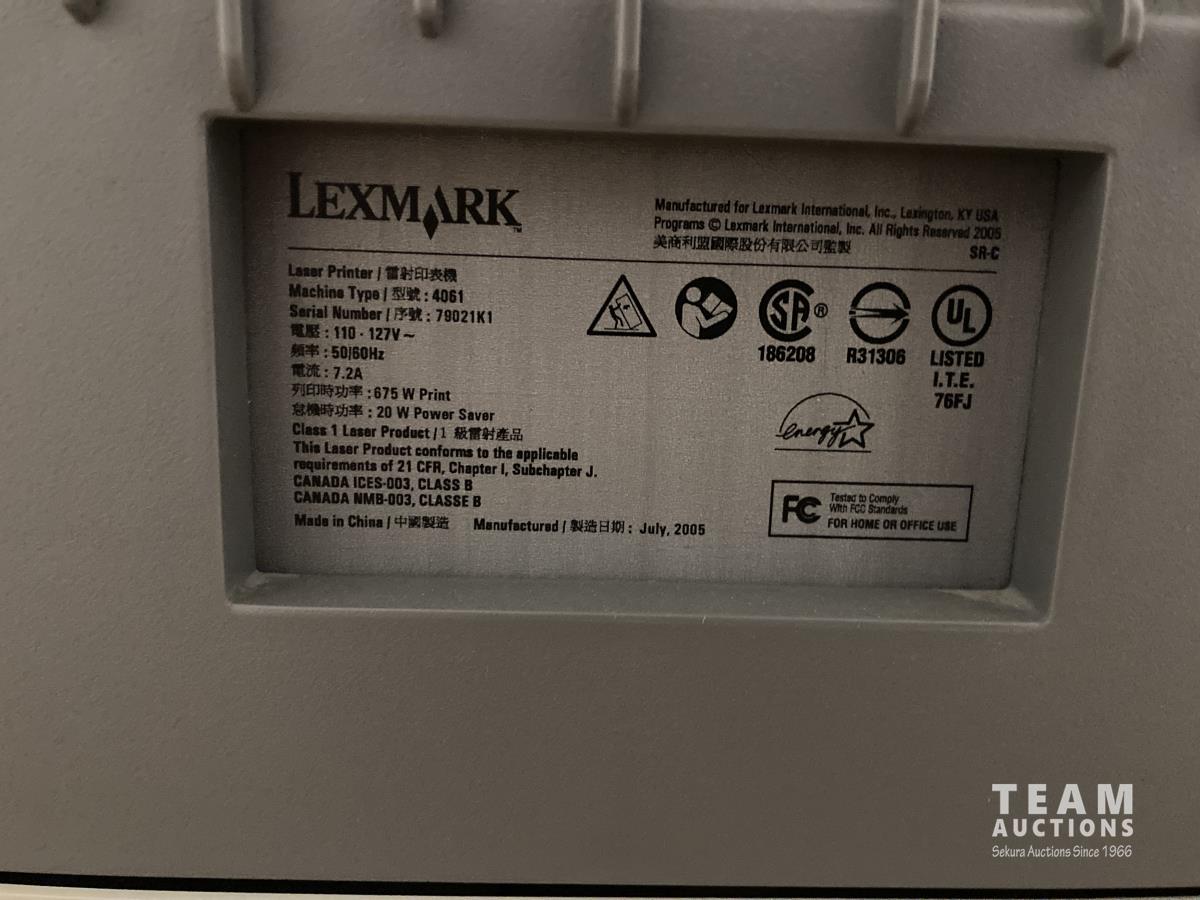 LEXMARK™
Manufactured for Lexmark International, Inc., Lexington, KY USA
Programs © Lexmark International, Inc. All Rights Reserved 2005
美商利盟國際股份有限公司監製 SR-C
Laser Printer / 雷射印表機
Machine Type / 型號 : 4061
Serial Number / 序號 : 79021K1
電壓 : 110 - 127V ~
頻率 : 50/60Hz
電流 : 7.2A
列印時功率 : 675 W Print
怠機時功率 : 20 W Power Saver
Class 1 Laser Product / 1 級雷射產品
This Laser Product conforms to the applicable
requirements of 21 CFR, Chapter I, Subchapter J.
CANADA ICES-003, CLASS B
CANADA NMB-003, CLASSE B
Made in China / 中國製造 Manufactured / 製造日期 : July, 2005
SA ®
186208
R31306
UL
LISTED
I.T.E.
76FJ
energy
FC Tested to Comply
With FCC Standards
FOR HOME OR OFFICE USE
TEAM
AUCTIONS
Sekura Auctions Since 1966